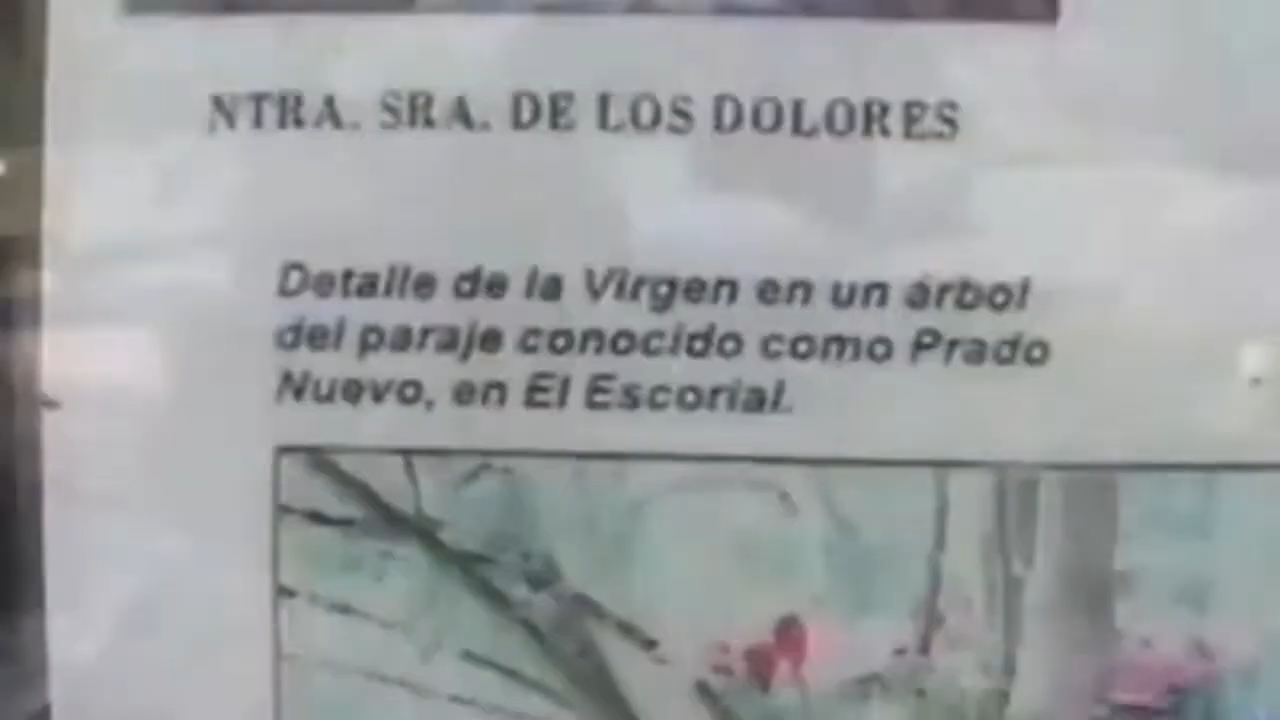 NTRA. SRA. DE LOS DOLORES
Detalle de la Virgen en un árbol
del paraje conocido como Prado
Nuevo, en El Escorial.